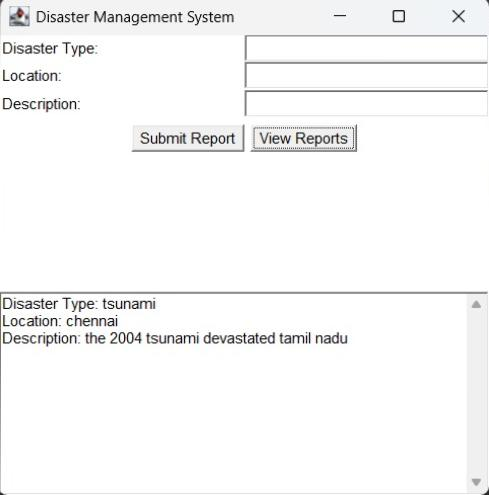 Disaster Management System
Disaster Type:
Location:
Description:
Submit Report View Reports
Disaster Type: tsunami
Location: chennai
Description: the 2004 tsunami devastated tamil nadu